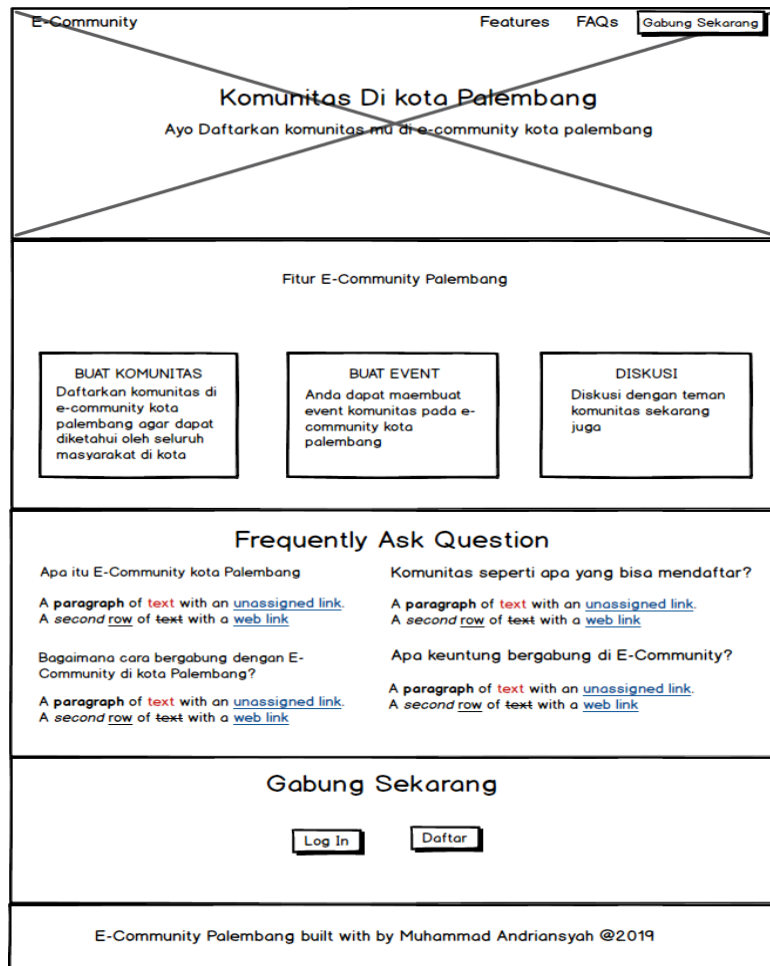 E-Community Features FAQs Gabung Sekarang
Komunitas Di kota Palembang
Ayo Daftarkan komunitas mu di e-community kota palembang
Fitur E-Community Palembang
BUAT KOMUNITAS
Daftarkan komunitas di
e-community kota
palembang agar dapat
diketahui oleh seluruh
masyarakat di kota
BUAT EVENT
Anda dapat maembuat
event komunitas pada e-
community kota
palembang
DISKUSI
Diskusi dengan teman
komunitas sekarang
juga
Frequently Ask Question
Apa itu E-Community kota Palembang
A paragraph of text with an unassigned link.
A second row of text with a web link
Komunitas seperti apa yang bisa mendaftar?
A paragraph of text with an unassigned link.
A second row of text with a web link
Bagaimana cara bergabung dengan E-
Community di kota Palembang?
A paragraph of text with an unassigned link.
A second row of text with a web link
Apa keuntung bergabung di E-Community?
A paragraph of text with an unassigned link.
A second row of text with a web link
Gabung Sekarang
Log In Daftar
E-Community Palembang built with by Muhammad Andriansyah @2019